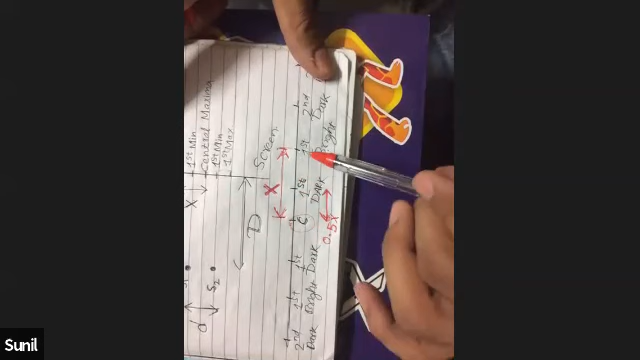 1st Min
Central Maxima
1st Min
1st Max
X
d
S2
D
Screen
X
2nd Dark
1st Bright
1st Dark
C
1st Dark
1st Bright
2nd Dark
0.5X
Sunil